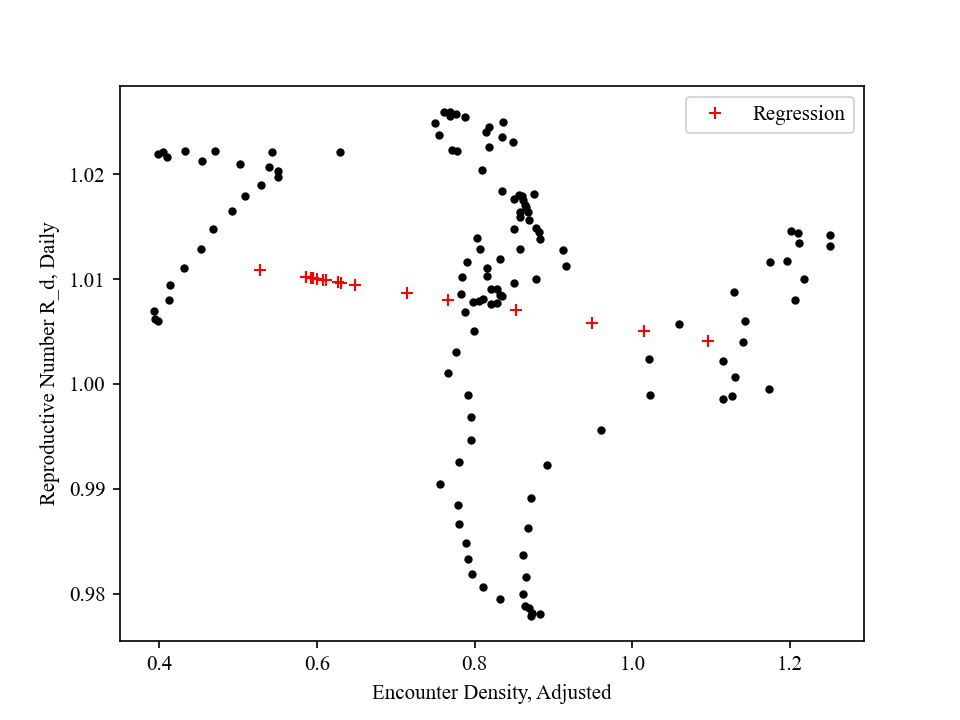 Regression
Reproductive Number R_d, Daily
1.02
1.01
1.00
0.99
0.98
0.4 0.6 0.8 1.0 1.2
Encounter Density, Adjusted